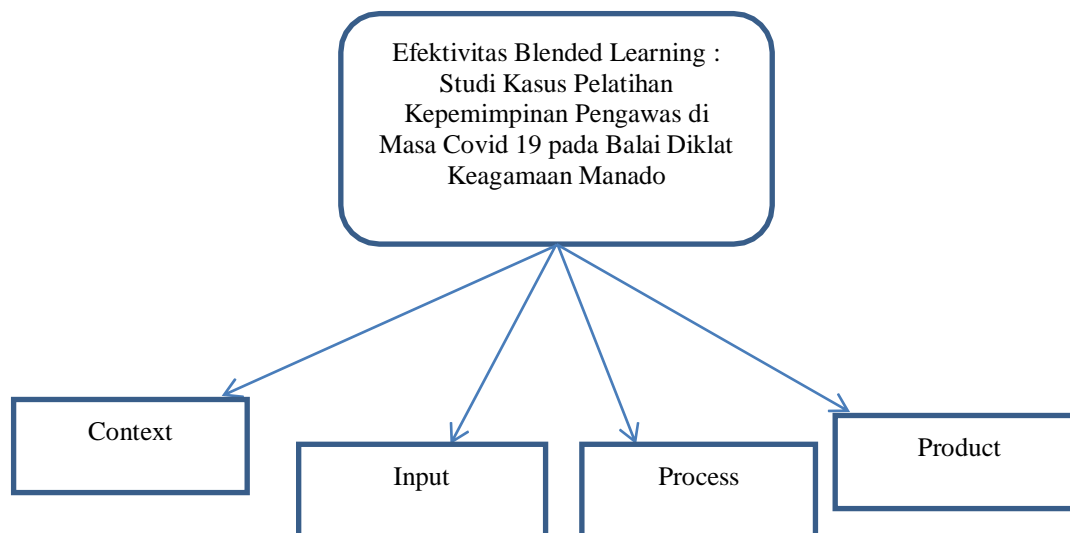 Efektivitas Blended Learning :
Studi Kasus Pelatihan
Kepemimpinan Pengawas di
Masa Covid 19 pada Balai Diklat
Keagamaan Manado
Context
Input
Process
Product